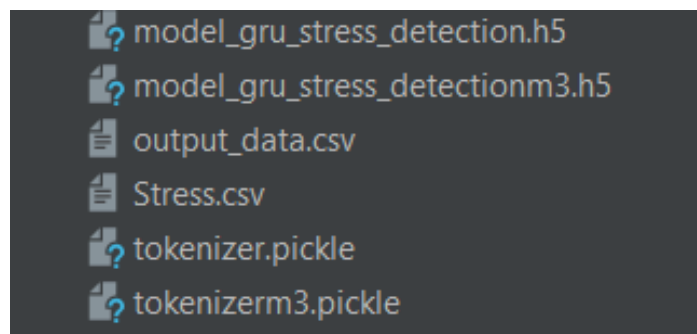 model_gru_stress_detection.h5
model_gru_stress_detectionm3.h5
output_data.csv
Stress.csv
tokenizer.pickle
tokenizerm3.pickle